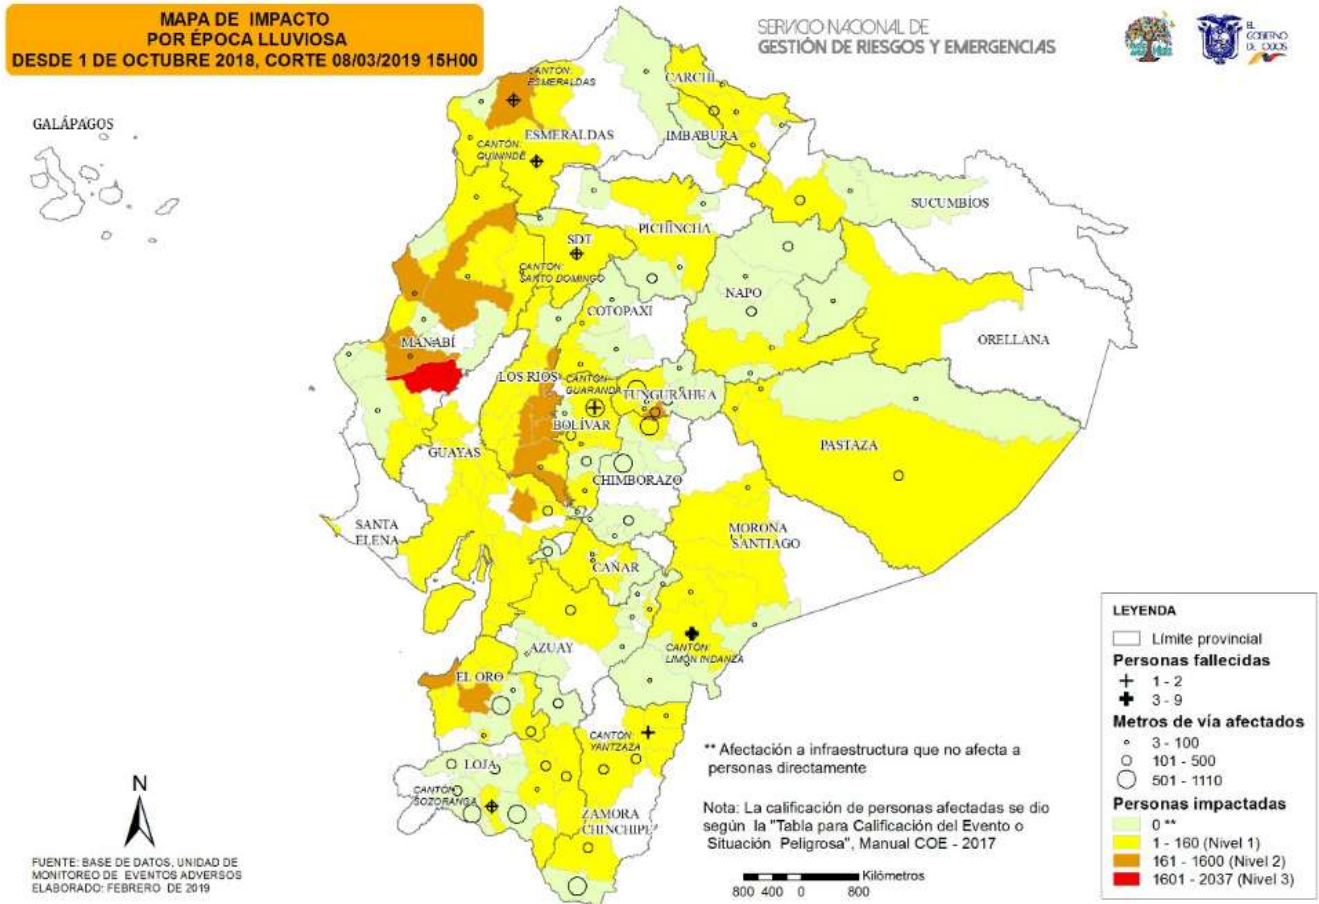 MAPA DE IMPACTO
POR ÉPOCA LLUVIOSA
DESDE 1 DE OCTUBRE 2018, CORTE 08/03/2019 15H00
SERVICIO NACIONAL DE
GESTIÓN DE RIESGOS Y EMERGENCIAS
EL
GOBIERNO
DE TODOS
GALÁPAGOS
CANTÓN:
ESMERALDAS
CARCHI
ESMERALDAS
IMBABURA
CANTÓN:
QUININDÉ
SUCUMBÍOS
PICHINCHA
SDT
CANTÓN:
SANTO DOMINGO
NAPO
COTOPAXI
ORELLANA
MANABÍ
LOS RIOS
CANTÓN:
GUARANDA
TUNGURAHUA
BOLÍVAR
PASTAZA
GUAYAS
CHIMBORAZO
SANTA
ELENA
MORONA
SANTIAGO
CAÑAR
AZUAY
CANTÓN:
LIMÓN INDANZA
EL ORO
CANTÓN:
YANTZAZA
LOJA
CANTÓN:
SOZORANGA
ZAMORA
CHINCHIPE
LEYENDA
Límite provincial
Personas fallecidas
1 - 2
3 - 9
Metros de vía afectados
3 - 100
101 - 500
501 - 1110
Personas impactadas
0 **
1 - 160 (Nivel 1)
161 - 1600 (Nivel 2)
1601 - 2037 (Nivel 3)
** Afectación a infraestructura que no afecta a
personas directamente
Nota: La calificación de personas afectadas se dio
según la "Tabla para Calificación del Evento o
Situación Peligrosa", Manual COE - 2017
Kilómetros
800 400 0 800
N
FUENTE: BASE DE DATOS, UNIDAD DE
MONITOREO DE EVENTOS ADVERSOS
ELABORADO: FEBRERO DE 2019